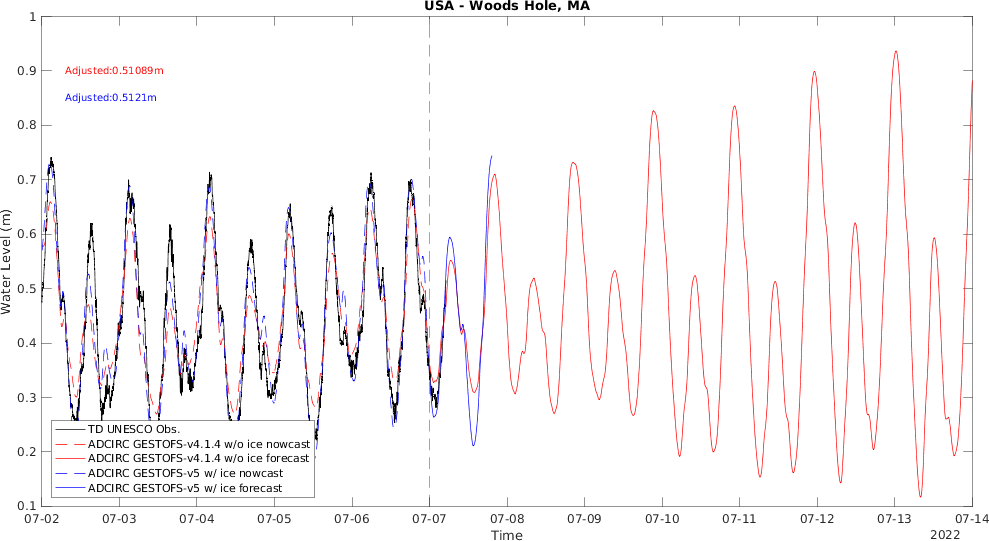 USA - Woods Hole, MA
Adjusted:0.51089m
Adjusted:0.5121m
Water Level (m)
1
0.9
0.8
0.7
0.6
0.5
0.4
0.3
0.2
0.1
TD UNESCO Obs.
ADCIRC GESTOFS-v4.1.4 w/o ice nowcast
ADCIRC GESTOFS-v4.1.4 w/o ice forecast
ADCIRC GESTOFS-v5 w/ ice nowcast
ADCIRC GESTOFS-v5 w/ ice forecast
07-02 07-03 07-04 07-05 07-06 07-07 07-08 07-09 07-10 07-11 07-12 07-13 07-14
Time
2022